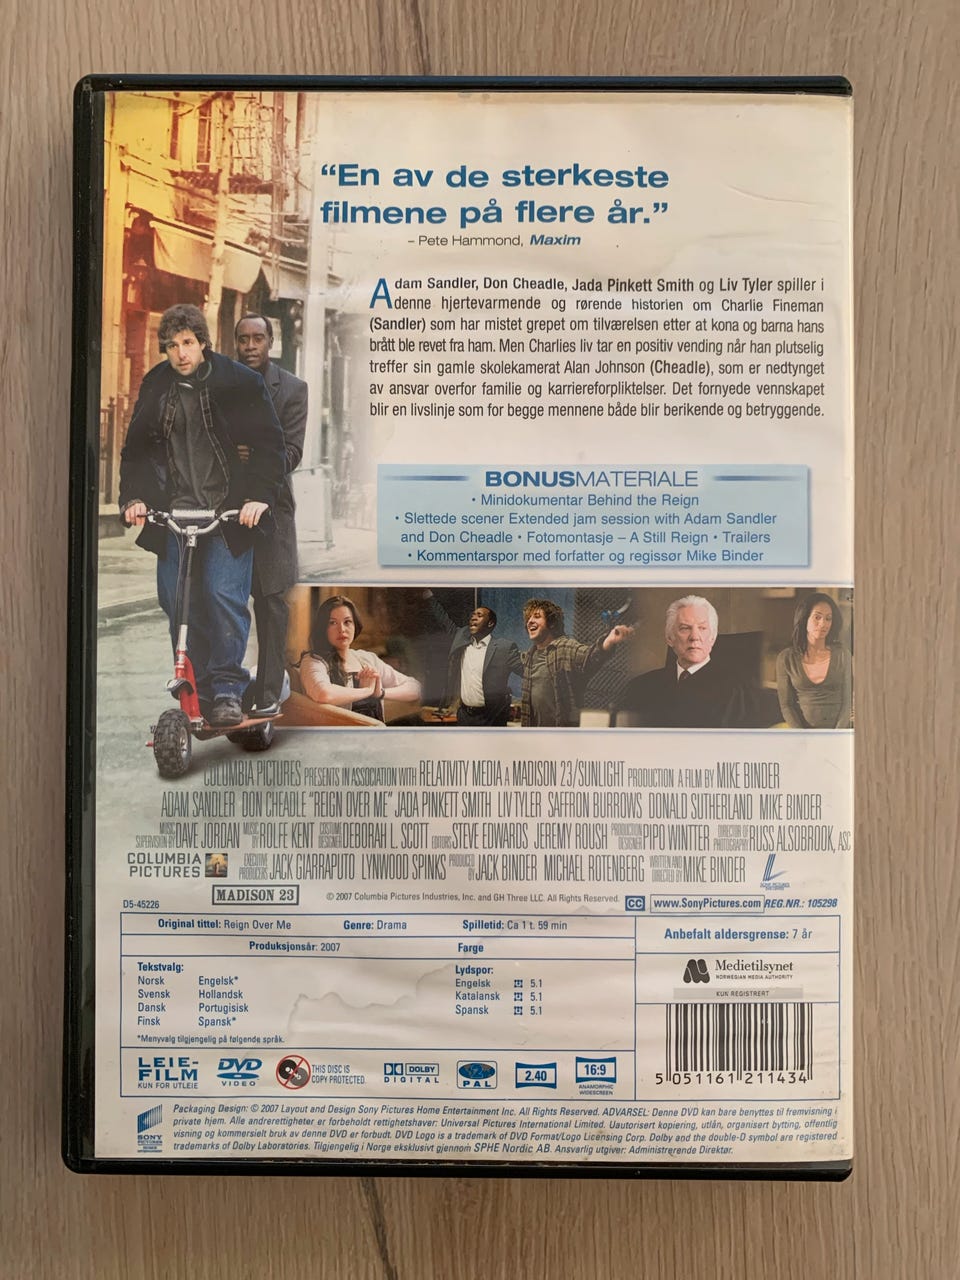 “En av de sterkeste
filmene på flere år.”
– Pete Hammond, Maxim
Adam Sandler, Don Cheadle, Jada Pinkett Smith og Liv Tyler spiller i
denne hjertevarmende og rørende historien om Charlie Fineman
(Sandler) som har mistet grepet om tilværelsen etter at kona og barna hans
brått ble revet fra ham. Men Charlies liv tar en positiv vending når han plutselig
treffer sin gamle skolekamerat Alan Johnson (Cheadle), som er nedtynget
av ansvar overfor familie og karriereforpliktelser. Det fornyede vennskapet
blir en livslinje som for begge mennene både blir berikende og betryggende.
BONUSMATERIALE
• Minidokumentar Behind the Reign
• Slettede scener Extended jam session with Adam Sandler
and Don Cheadle • Fotomontasje – A Still Reign • Trailers
• Kommentarspor med forfatter og regissør Mike Binder
COLUMBIA PICTURES PRESENTS IN ASSOCIATION WITH RELATIVITY MEDIA A MADISON 23/SUNLIGHT PRODUCTION A FILM BY MIKE BINDER
ADAM SANDLER DON CHEADLE "REIGN OVER ME" JADA PINKETT SMITH LIV TYLER SAFFRON BURROWS DONALD SUTHERLAND MIKE BINDER
MUSIC SUPERVISION BY DAVE JORDAN MUSIC BY ROLFE KENT COSTUME DESIGNER DEBORAH L. SCOTT EDITORS STEVE EDWARDS JEREMY ROUSH PRODUCTION DESIGNER PIPO WINTTER DIRECTOR OF PHOTOGRAPHY RUSS ALSOBROOK, ASC
COLUMBIA PICTURES EXECUTIVE PRODUCERS JACK GIARRAPUTO LYNWOOD SPINKS PRODUCED BY JACK BINDER MICHAEL ROTENBERG WRITTEN AND DIRECTED BY MIKE BINDER
MADISON 23 © 2007 Columbia Pictures Industries, Inc. and GH Three LLC. All Rights Reserved. CC www.SonyPictures.com REG.NR.: 105298
D5-45226
Original tittel: Reign Over Me Genre: Drama Spilletid: Ca 1 t. 59 min
Anbefalt aldersgrense: 7 år
Produksjonsår: 2007 Farge
Medietilsynet
NORWEGIAN MEDIA AUTHORITY
KUN REGISTRERT
Tekstvalg:
Norsk Engelsk*
Svensk Hollandsk
Dansk Portugisisk
Finsk Spansk*
*Menyvalg tilgjengelig på følgende språk.
Lydspor:
Engelsk 5.1
Katalansk 5.1
Spansk 5.1
5 051161 211434
LEIE-
FILM
KUN FOR UTLEIE
DVD
VIDEO
THIS DISC IS
COPY PROTECTED.
DOLBY
DIGITAL
2
PAL
2.40
16:9
ANAMORPHIC
WIDESCREEN
SONY
Packaging Design: © 2007 Layout and Design Sony Pictures Home Entertainment Inc. All Rights Reserved. ADVARSEL: Denne DVD kan bare benyttes til fremvisning i
privat hjem. Alle andrerettigheter er forbeholdt rettighetshaver: Universal Pictures International Limited. Uautorisert kopiering, utlån, organisert bytting, offentlig
visning og kommersielt bruk av denne DVD er forbudt. DVD Logo is a trademark of DVD Format/Logo Licensing Corp. Dolby and the double-D symbol are registered
trademarks of Dolby Laboratories. Tilgjengelig i Norge eksklusivt gjennom SPHE Nordic AB. Ansvarlig utgiver: Administrerende Direktør.